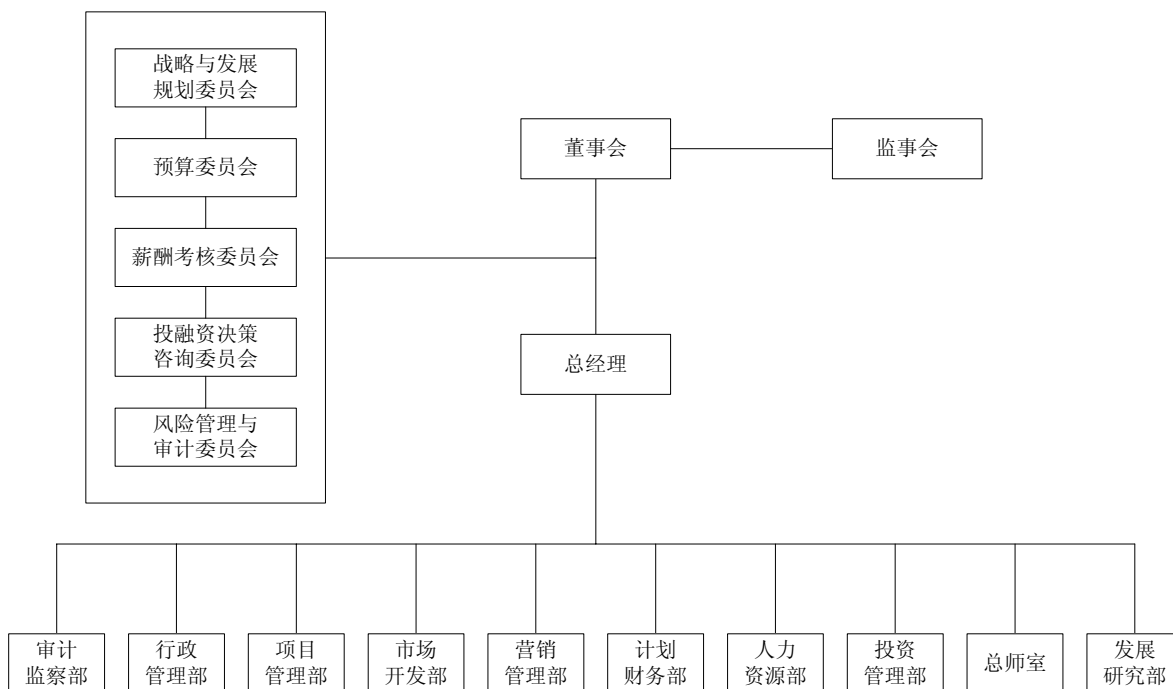 战略与发展
规划委员会
预算委员会
薪酬考核委员会
投融资决策
咨询委员会
风险管理与
审计委员会
董事会
监事会
总经理
审计
监察部
行政
管理部
项目
管理部
市场
开发部
营销
管理部
计划
财务部
人力
资源部
投资
管理部
总师室
发展
研究部